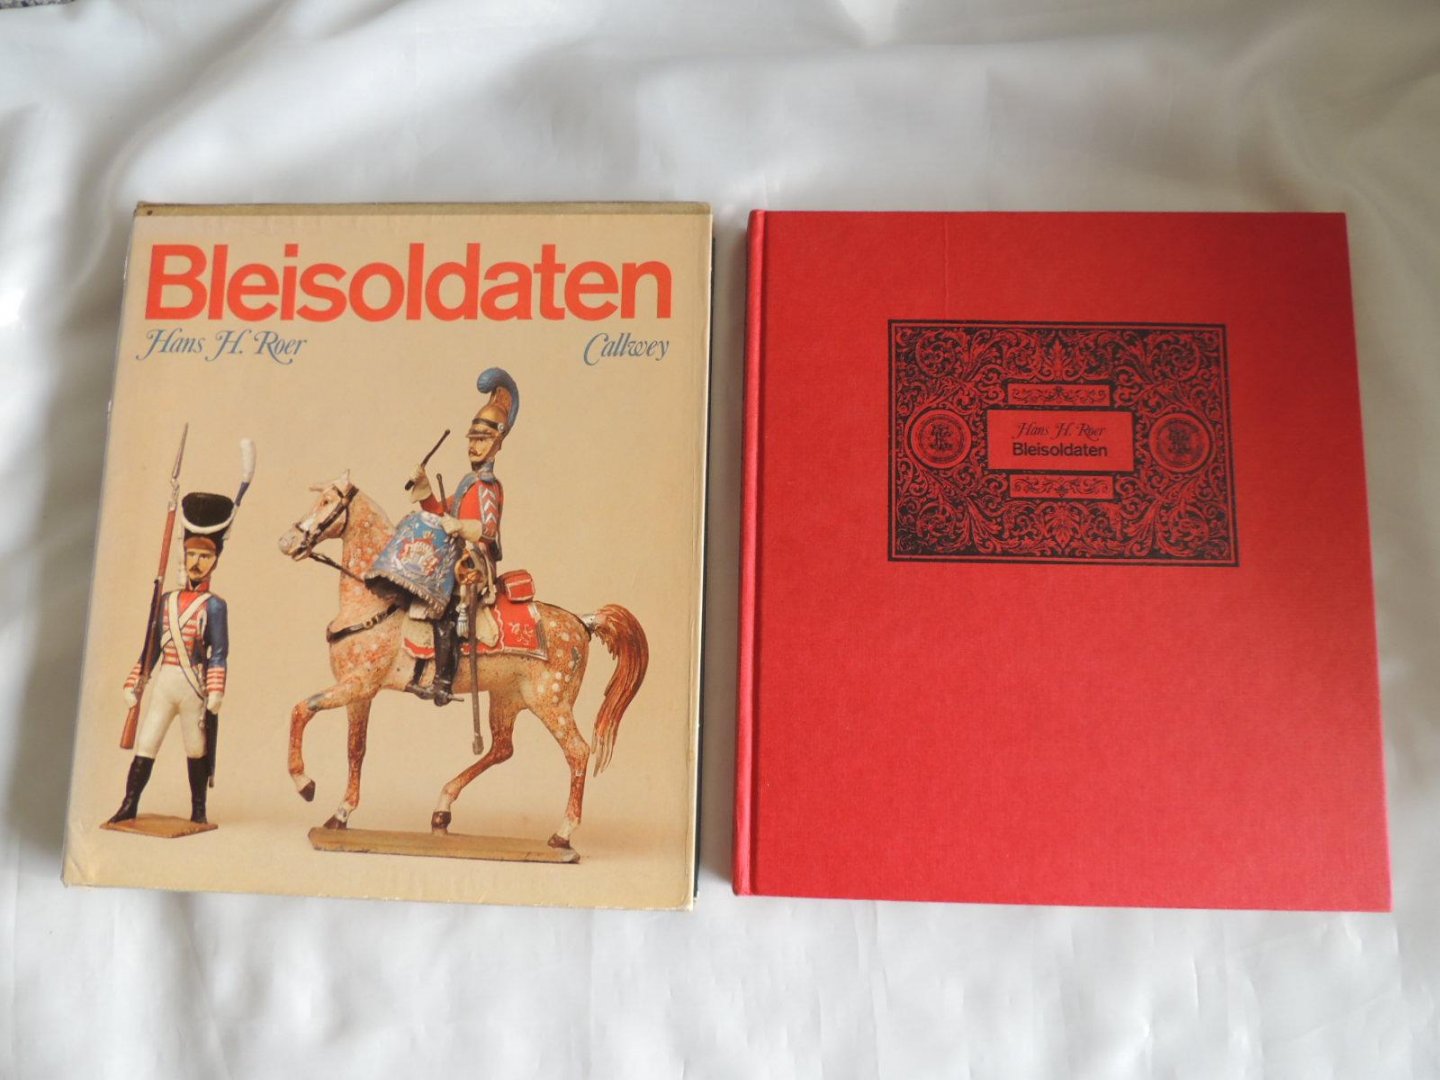 Bleisoldaten
Hans H. Roer Callwey
Hans H. Roer
Bleisoldaten